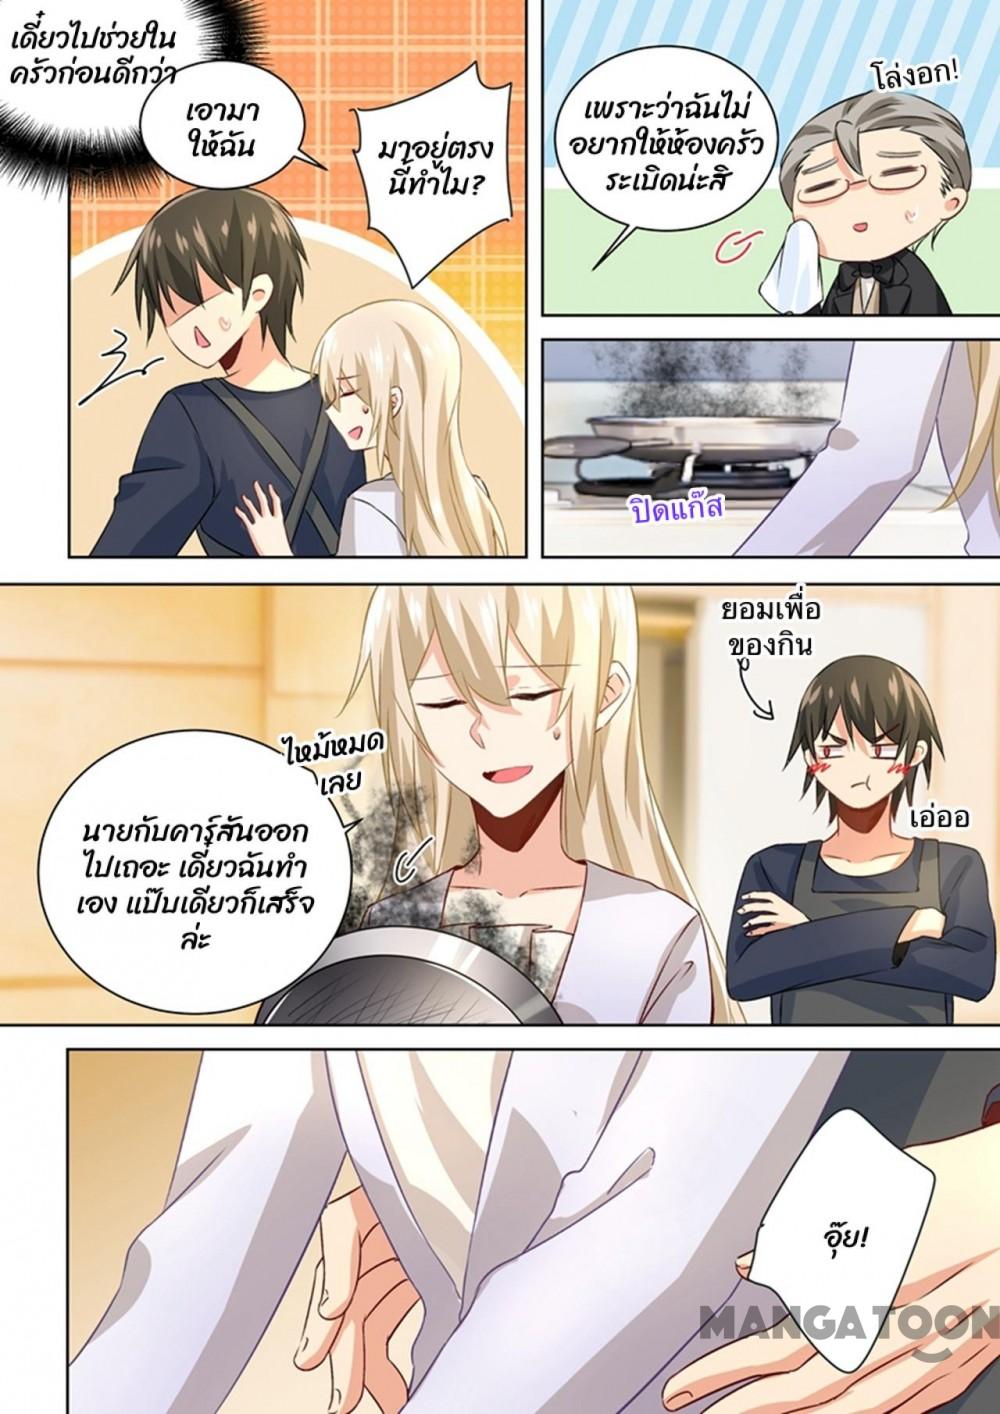 เดี๋ยวไปช่วยใน
ครัวก่อนดีกว่า
เอามา
ให้ฉัน
มาอยู่ตรง
นี้ทำไม?
เพราะว่าฉันไม่
อยากให้ห้องครัว
ระเบิดน่ะสิ
โล่งอก!
ปิดแก๊ส
ยอมเพื่อ
ของกิน
ไหม้หมด
เลย
เอ่ออ
นายกับคาร์สันออก
ไปเถอะ เดี๋ยวฉันทำ
เอง แป๊บเดียวก็เสร็จ
ล่ะ
อุ๊ย!
MANGATOON